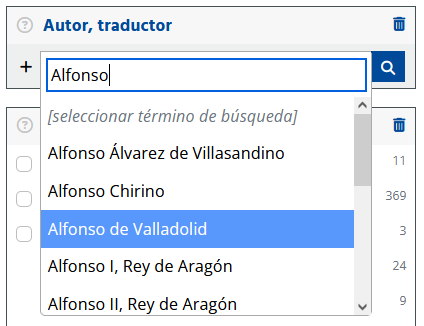 Autor, traductor
Alfonso
[seleccionar término de búsqueda]
Alfonso Álvarez de Villasandino
11
Alfonso Chirino
369
Alfonso de Valladolid
3
Alfonso I, Rey de Aragón
24
Alfonso II, Rey de Aragón
9